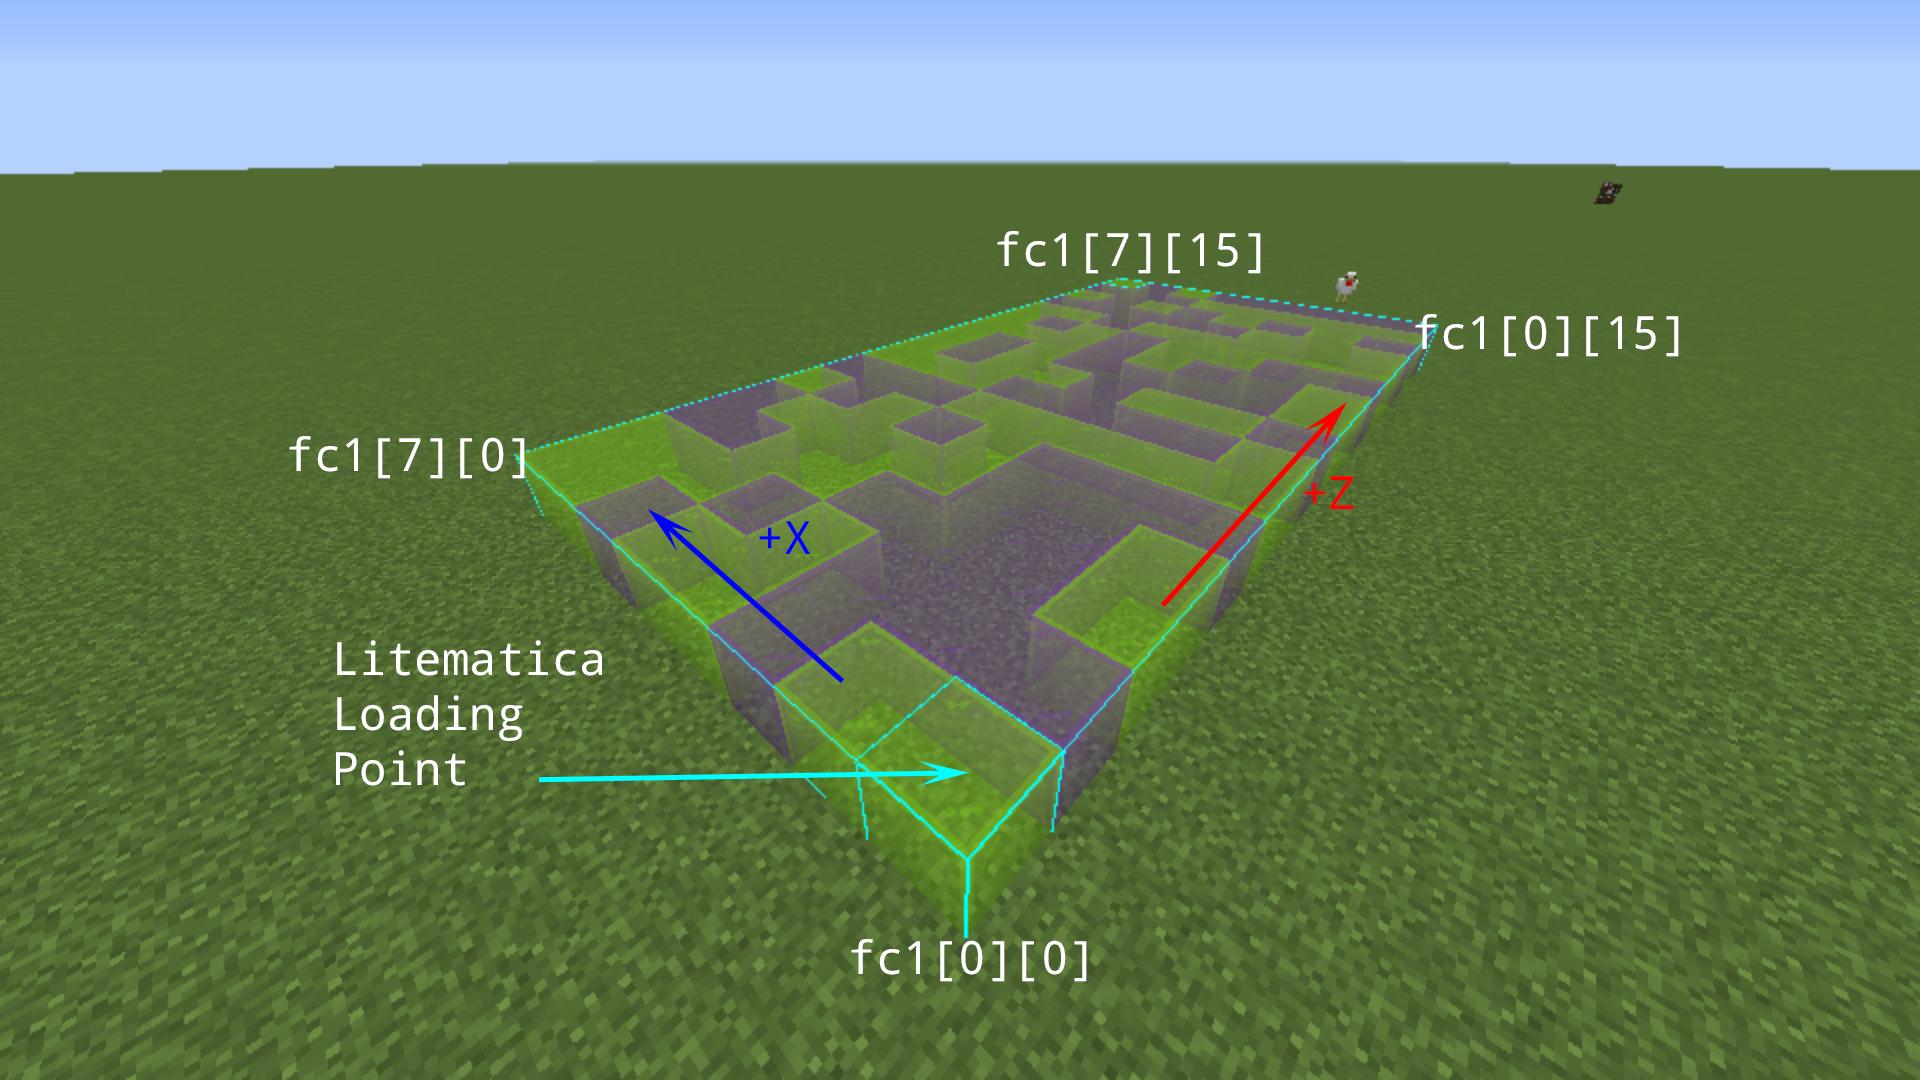 fc1[7][15]
fc1[0][15]
fc1[7][0]
+Z
+X
Litematica
Loading
Point
fc1[0][0]